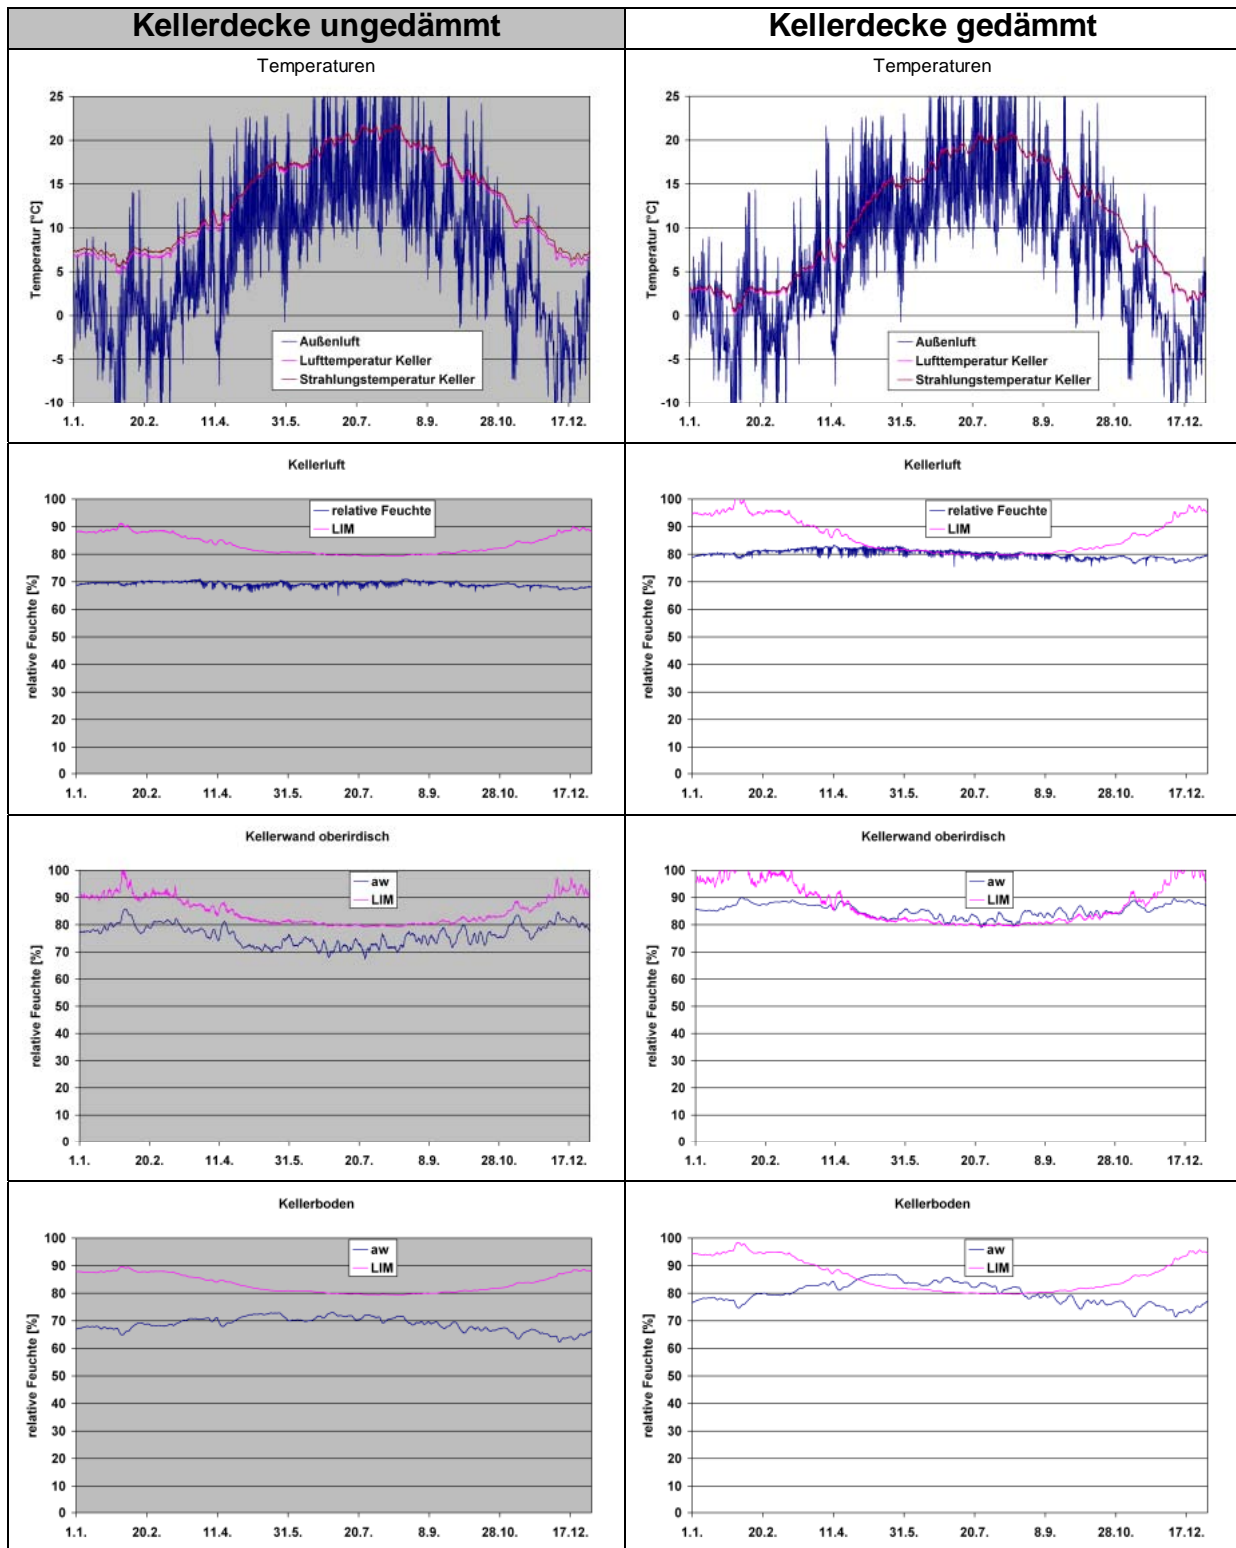 Kellerdecke ungedämmt
Kellerdecke gedämmt
Temperaturen
25
20
15
10
5
0
-5
-10
Temperatur [°C]
Außenluft
Lufttemperatur Keller
Strahlungstemperatur Keller
1.1. 20.2. 11.4. 31.5. 20.7. 8.9. 28.10. 17.12.
Temperaturen
25
20
15
10
5
0
-5
-10
Temperatur [°C]
Außenluft
Lufttemperatur Keller
Strahlungstemperatur Keller
1.1. 20.2. 11.4. 31.5. 20.7. 8.9. 28.10. 17.12.
Kellerluft
100
90
80
70
60
50
40
30
20
10
0
relative Feuchte [%]
relative Feuchte
LIM
1.1. 20.2. 11.4. 31.5. 20.7. 8.9. 28.10. 17.12.
Kellerluft
100
90
80
70
60
50
40
30
20
10
0
relative Feuchte [%]
relative Feuchte
LIM
1.1. 20.2. 11.4. 31.5. 20.7. 8.9. 28.10. 17.12.
Kellerwand oberirdisch
100
90
80
70
60
50
40
30
20
10
0
relative Feuchte [%]
aw
LIM
1.1. 20.2. 11.4. 31.5. 20.7. 8.9. 28.10. 17.12.
Kellerwand oberirdisch
100
90
80
70
60
50
40
30
20
10
0
relative Feuchte [%]
aw
LIM
1.1. 20.2. 11.4. 31.5. 20.7. 8.9. 28.10. 17.12.
Kellerboden
100
90
80
70
60
50
40
30
20
10
0
relative Feuchte [%]
aw
LIM
1.1. 20.2. 11.4. 31.5. 20.7. 8.9. 28.10. 17.12.
Kellerboden
100
90
80
70
60
50
40
30
20
10
0
relative Feuchte [%]
aw
LIM
1.1. 20.2. 11.4. 31.5. 20.7. 8.9. 28.10. 17.12.